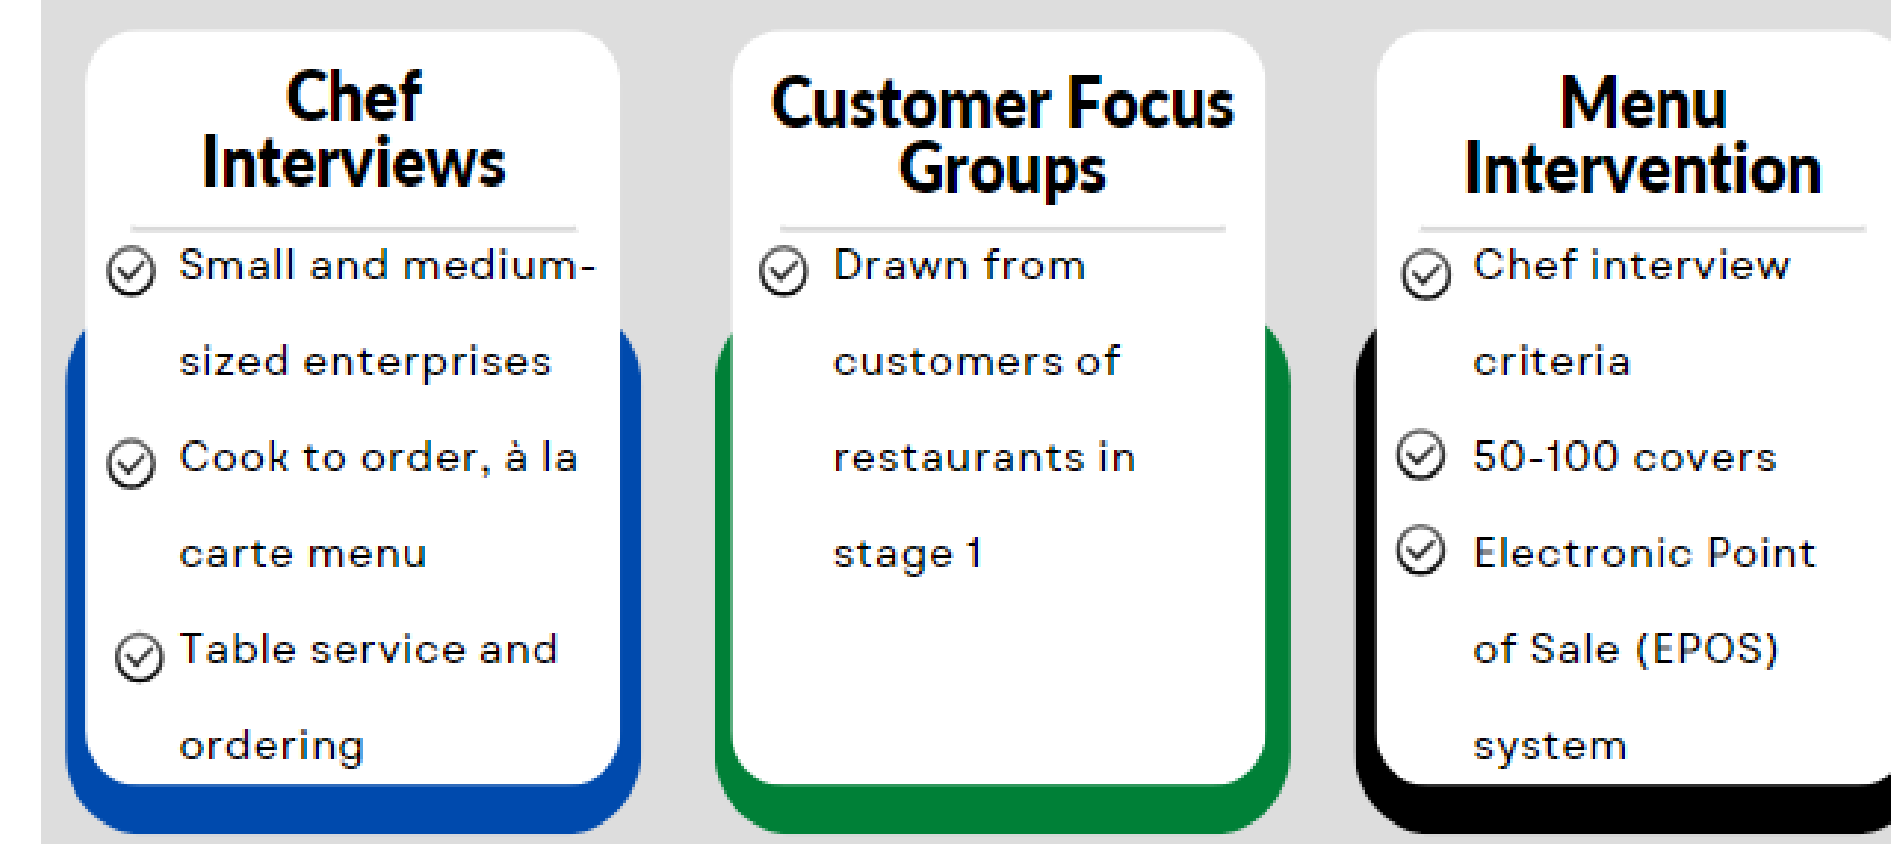 Chef
Interviews
Small and medium-
sized enterprises
Cook to order, à la
carte menu
Table service and
ordering
Customer Focus
Groups
Drawn from
customers of
restaurants in
stage 1
Menu
Intervention
Chef interview
criteria
50-100 covers
Electronic Point
of Sale (EPOS)
system